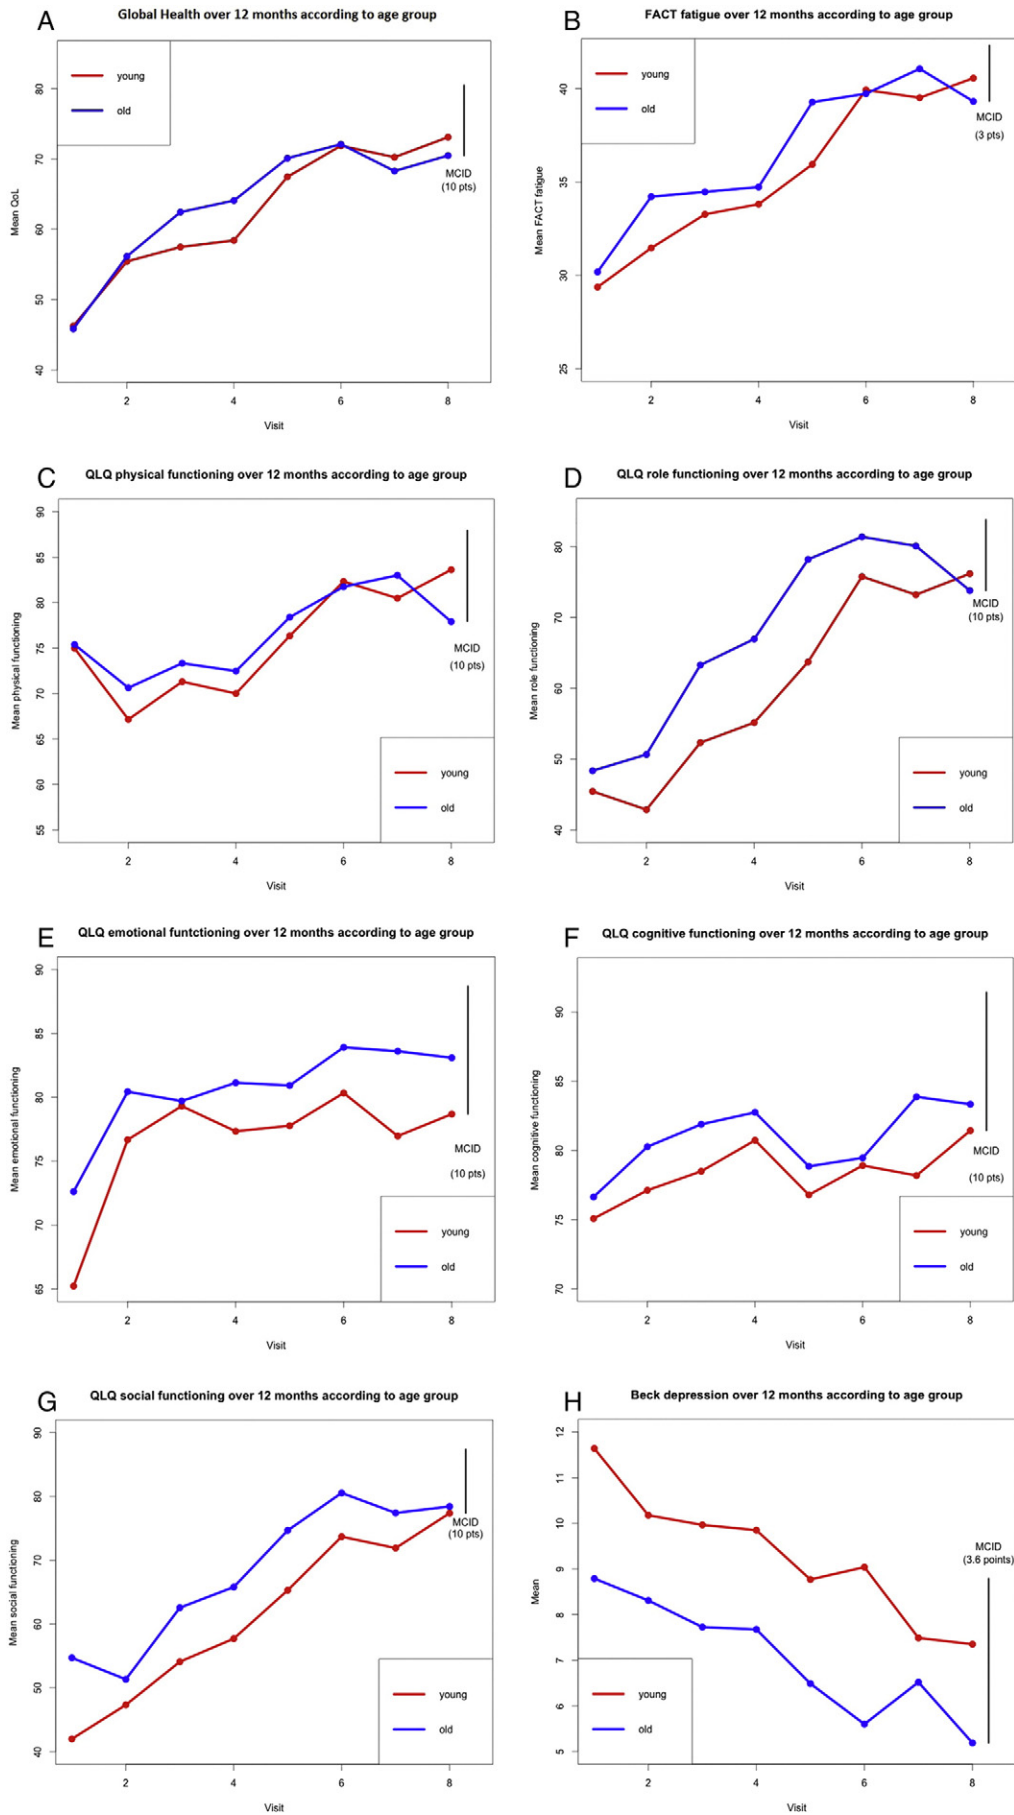 A
Global Health over 12 months according to age group
young
old
MCID
(10 pts)
Mean QoL
80
70
60
50
40
2
4
6
8
Visit
B
FACT fatigue over 12 months according to age group
young
old
MCID
(3 pts)
Mean FACT fatigue
40
35
30
25
2
4
6
8
Visit
C
QLQ physical functioning over 12 months according to age group
MCID
(10 pts)
young
old
Mean physical functioning
90
85
80
75
70
65
60
55
2
4
6
8
Visit
D
QLQ role functioning over 12 months according to age group
MCID
(10 pts)
young
old
Mean role functioning
80
70
60
50
40
2
4
6
8
Visit
E
QLQ emotional funtctioning over 12 months according to age group
MCID
(10 pts)
young
old
Mean emotional functioning
90
85
80
75
70
65
2
4
6
8
Visit
F
QLQ cognitive functioning over 12 months according to age group
MCID
(10 pts)
young
old
Mean cognitive functioning
90
85
80
75
70
2
4
6
8
Visit
G
QLQ social functioning over 12 months according to age group
MCID
(10 pts)
young
old
Mean social functioning
90
80
70
60
50
40
2
4
6
8
Visit
H
Beck depression over 12 months according to age group
MCID
(3.6 points)
young
old
Mean
12
11
10
9
8
7
6
5
2
4
6
8
Visit